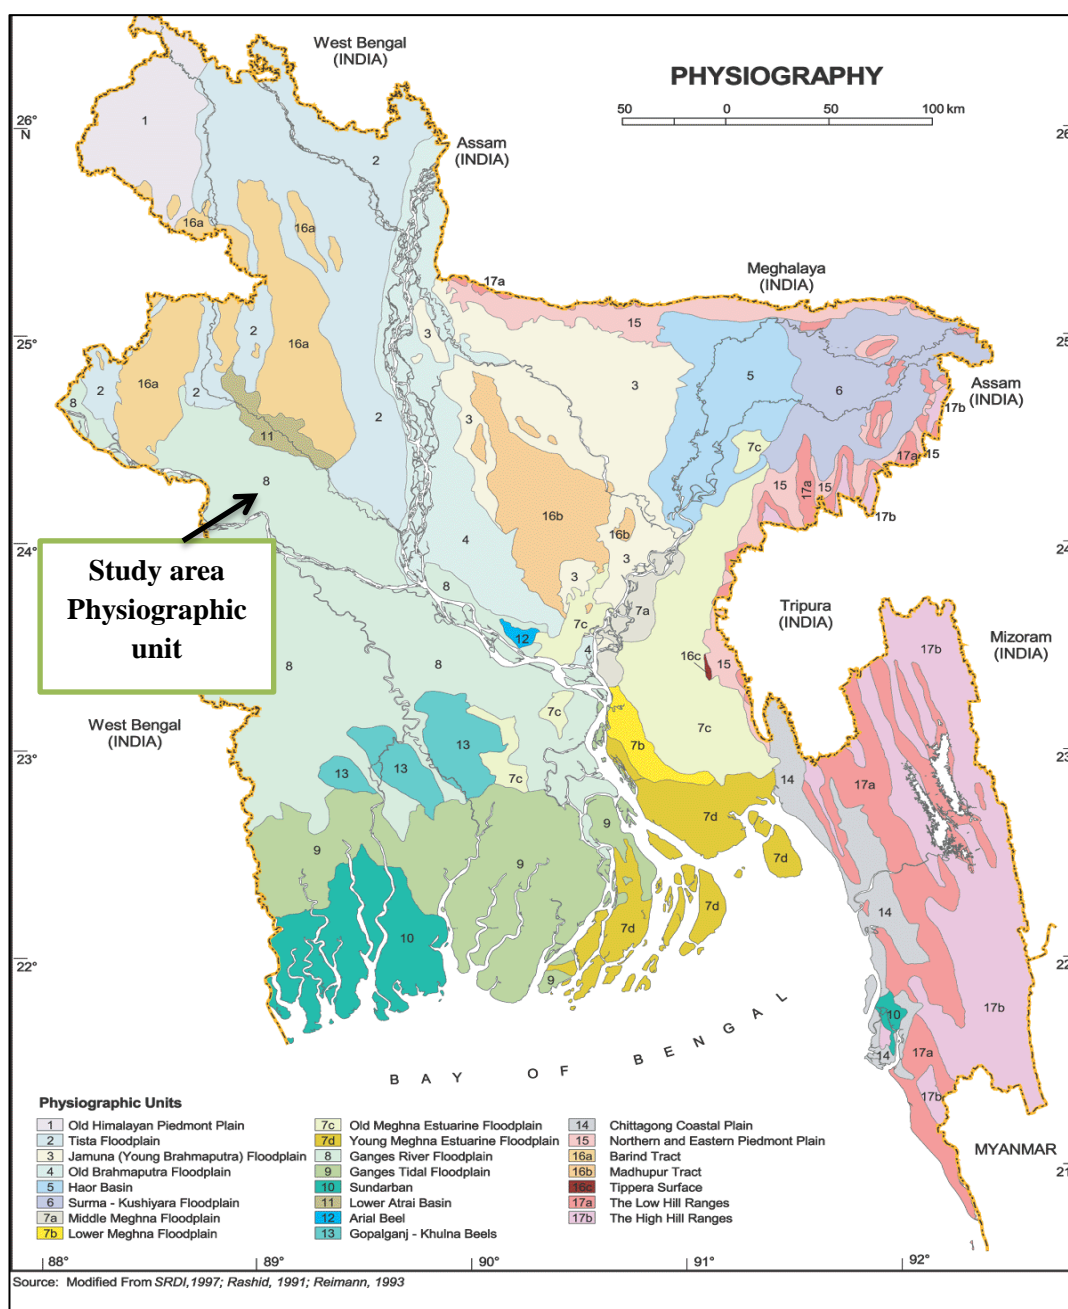 PHYSIOGRAPHY
50 0 50 100 km
West Bengal
(INDIA)
Assam
(INDIA)
Meghalaya
(INDIA)
Assam
(INDIA)
Tripura
(INDIA)
Mizoram
(INDIA)
West Bengal
(INDIA)
MYANMAR
26°
N
25°
24°
23°
22°
26
25
24
23
22
21
1
2
16a
16a
17a
15
3
2
16a
5
6
2
16a
2
8
2
3
3
17b
11
7c
17a
15
15
17a
15
17b
8
16b
16b
4
3
3
8
7a
7c
12
4
16c
15
17b
8
8
7c
7c
13
13
13
7c
7b
14
17a
7d
7d
9
9
9
10
7d
7d
9
14
10
14
17a
17b
17b
Study area
Physiographic
unit
BAY OF BENGAL
Physiographic Units
1 Old Himalayan Piedmont Plain
2 Tista Floodplain
3 Jamuna (Young Brahmaputra) Floodplain
4 Old Brahmaputra Floodplain
5 Haor Basin
6 Surma - Kushiyara Floodplain
7a Middle Meghna Floodplain
7b Lower Meghna Floodplain
7c Old Meghna Estuarine Floodplain
7d Young Meghna Estuarine Floodplain
8 Ganges River Floodplain
9 Ganges Tidal Floodplain
10 Sundarban
11 Lower Atrai Basin
12 Arial Beel
13 Gopalganj - Khulna Beels
14 Chittagong Coastal Plain
15 Northern and Eastern Piedmont Plain
16a Barind Tract
16b Madhupur Tract
16c Tippera Surface
17a The Low Hill Ranges
17b The High Hill Ranges
88° 89° 90° 91° 92°
Source: Modified From SRDI,1997; Rashid, 1991; Reimann, 1993